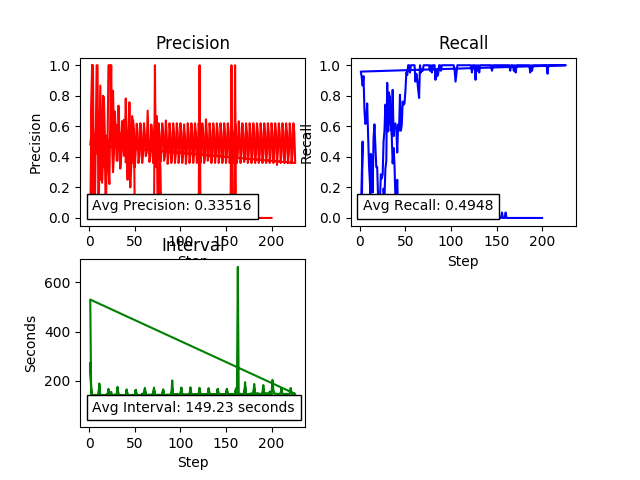 Precision
Precision
1.0
0.8
0.6
0.4
0.2
0.0
Avg Precision: 0.33516
0
50
100
150
200
Step
Recall
Recall
1.0
0.8
0.6
0.4
0.2
0.0
Avg Recall: 0.4948
0
50
100
150
200
Step
Interval
Seconds
600
400
200
Avg Interval: 149.23 seconds
0
50
100
150
200
Step